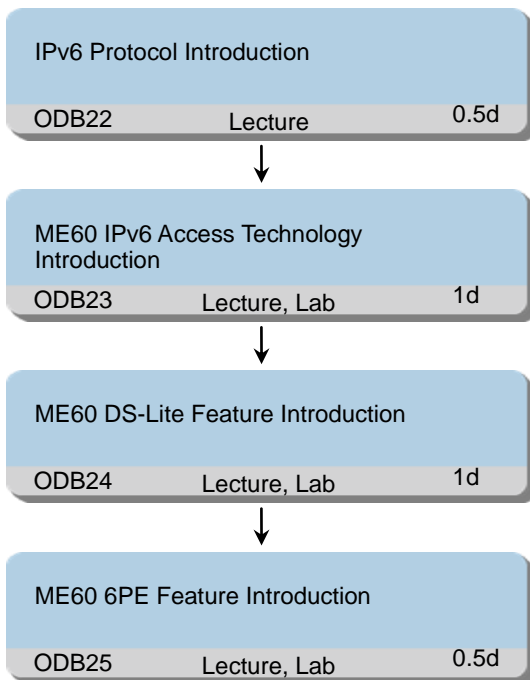 IPv6 Protocol Introduction
ODB22 Lecture 0.5d
ME60 IPv6 Access Technology
Introduction
ODB23 Lecture, Lab 1d
ME60 DS-Lite Feature Introduction
ODB24 Lecture, Lab 1d
ME60 6PE Feature Introduction
ODB25 Lecture, Lab 0.5d